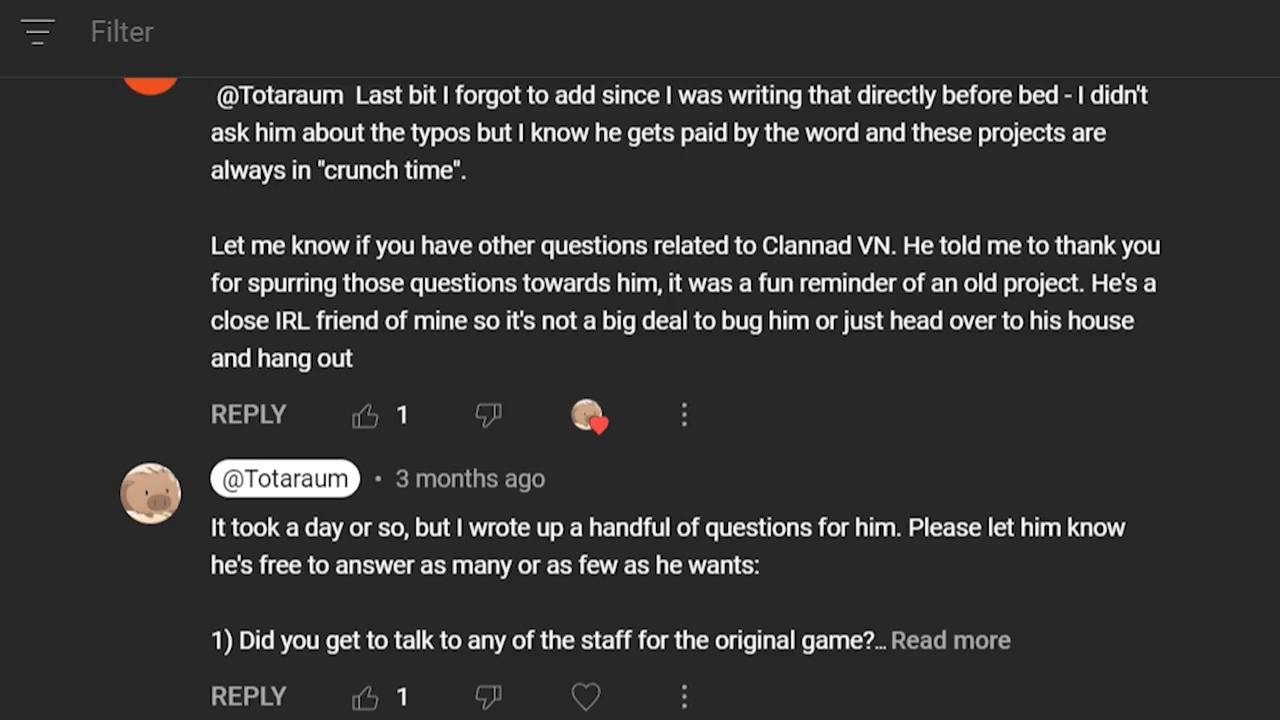 Filter
@Totaraum Last bit I forgot to add since I was writing that directly before bed - I didn't
ask him about the typos but I know he gets paid by the word and these projects are
always in "crunch time".
Let me know if you have other questions related to Clannad VN. He told me to thank you
for spurring those questions towards him, it was a fun reminder of an old project. He's a
close IRL friend of mine so it's not a big deal to bug him or just head over to his house
and hang out
REPLY 1
@Totaraum • 3 months ago
It took a day or so, but I wrote up a handful of questions for him. Please let him know
he's free to answer as many or as few as he wants:
1) Did you get to talk to any of the staff for the original game?... Read more
REPLY 1